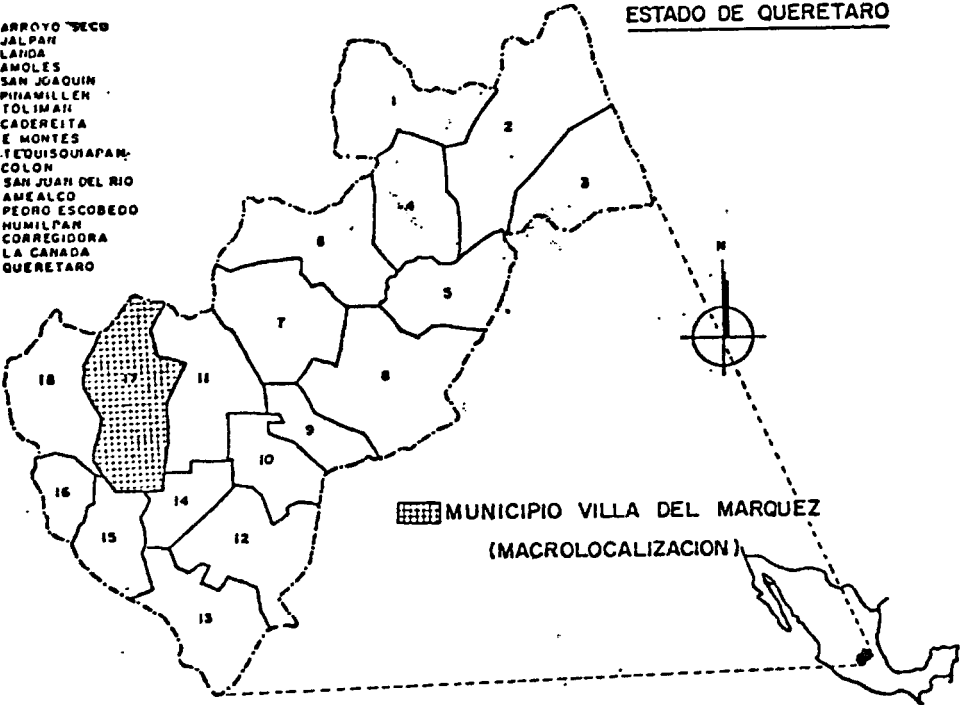 ESTADO DE QUERETARO
ARROYO SECO
JALPAN
LANDA
AMOLES
SAN JOAQUIN
PINAMILLER
TOLIMAN
CADEREITA
E MONTES
TEQUISQUIAPAN
COLON
SAN JUAN DEL RIO
AMEALCO
PEDRO ESCOBEDO
HUMILPAN
CORREGIDORA
LA CANADA
QUERETARO
1
2
3
4
6
5
N
7
18
17
11
8
9
10
16
14
15
12
13
MUNICIPIO VILLA DEL MARQUEZ
(MACROLOCALIZACION)